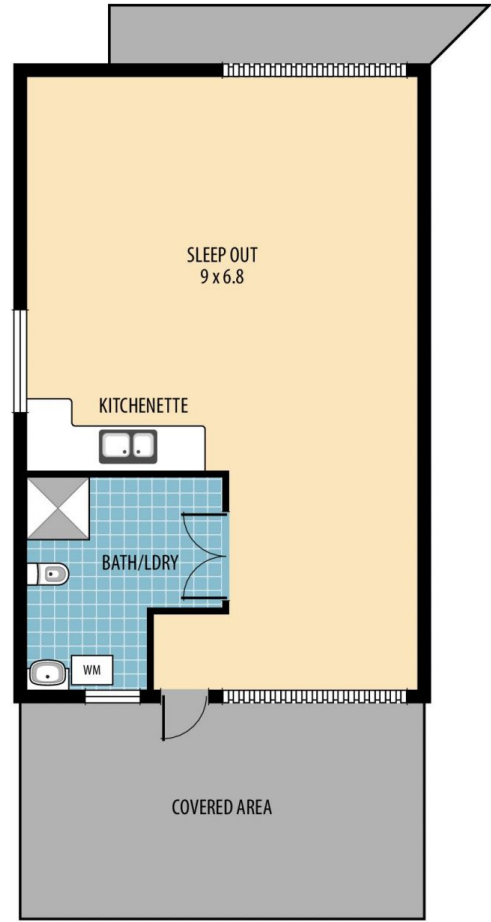 SLEEP OUT
9 x 6.8
KITCHENETTE
BATH/LDRY
WM
COVERED AREA